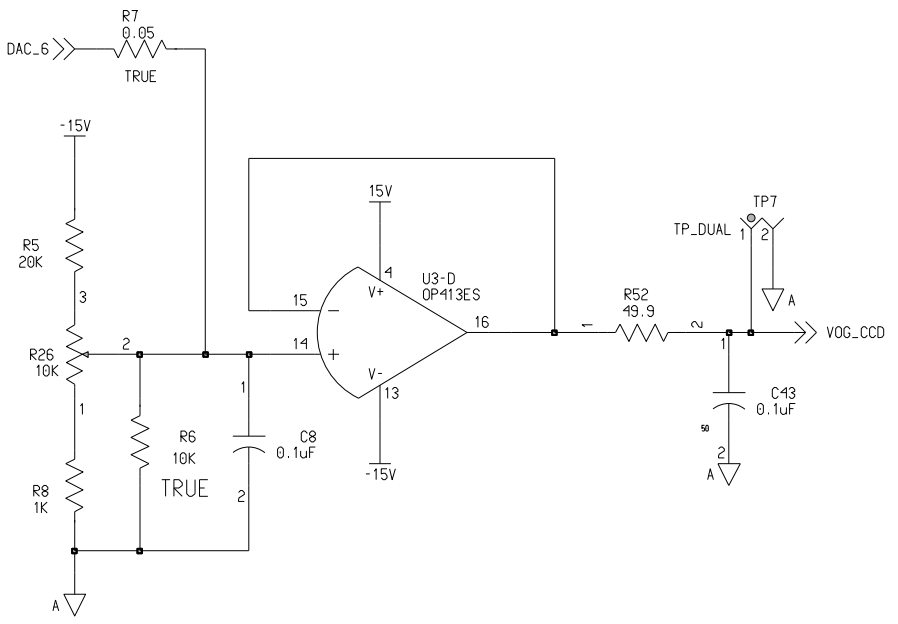 R7
0.05
DAC_6
TRUE
-15V
15V
TP7
TP_DUAL
1
2
R5
20K
4
U3-D
OP413ES
V+
A
3
15
R52
49.9
16
1
2
VOG_CCD
R26
10K
2
14
1
V-
13
1
1
C43
0.1uF
R6
10K
C8
0.1uF
50
2
-15V
A
TRUE
R8
1K
2
A